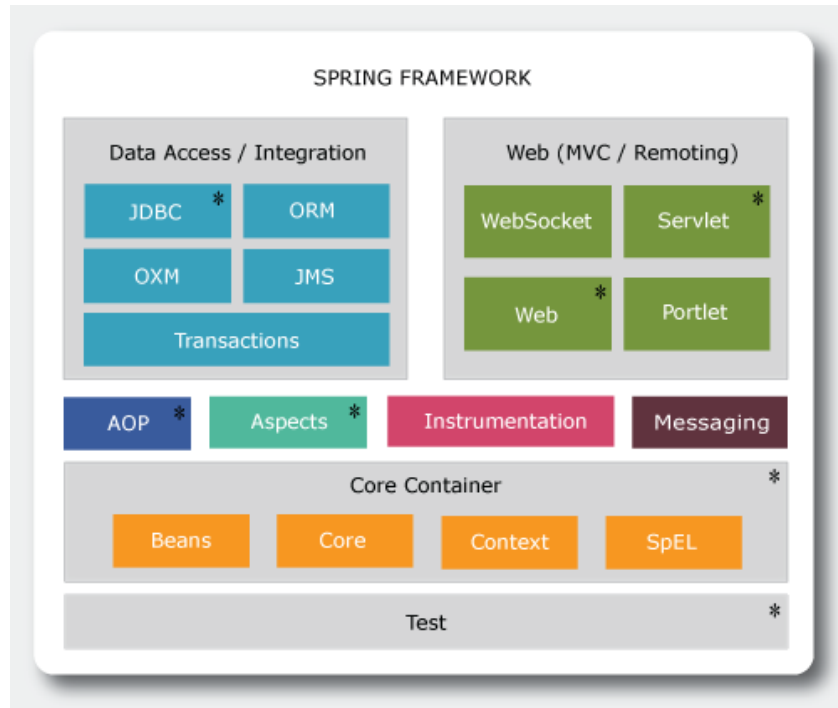 SPRING FRAMEWORK
Data Access / Integration
JDBC *
ORM
OXM
JMS
Transactions
Web (MVC / Remoting)
WebSocket
Servlet *
Web *
Portlet
AOP *
Aspects *
Instrumentation
Messaging
Core Container *
Beans
Core
Context
SpEL
Test *